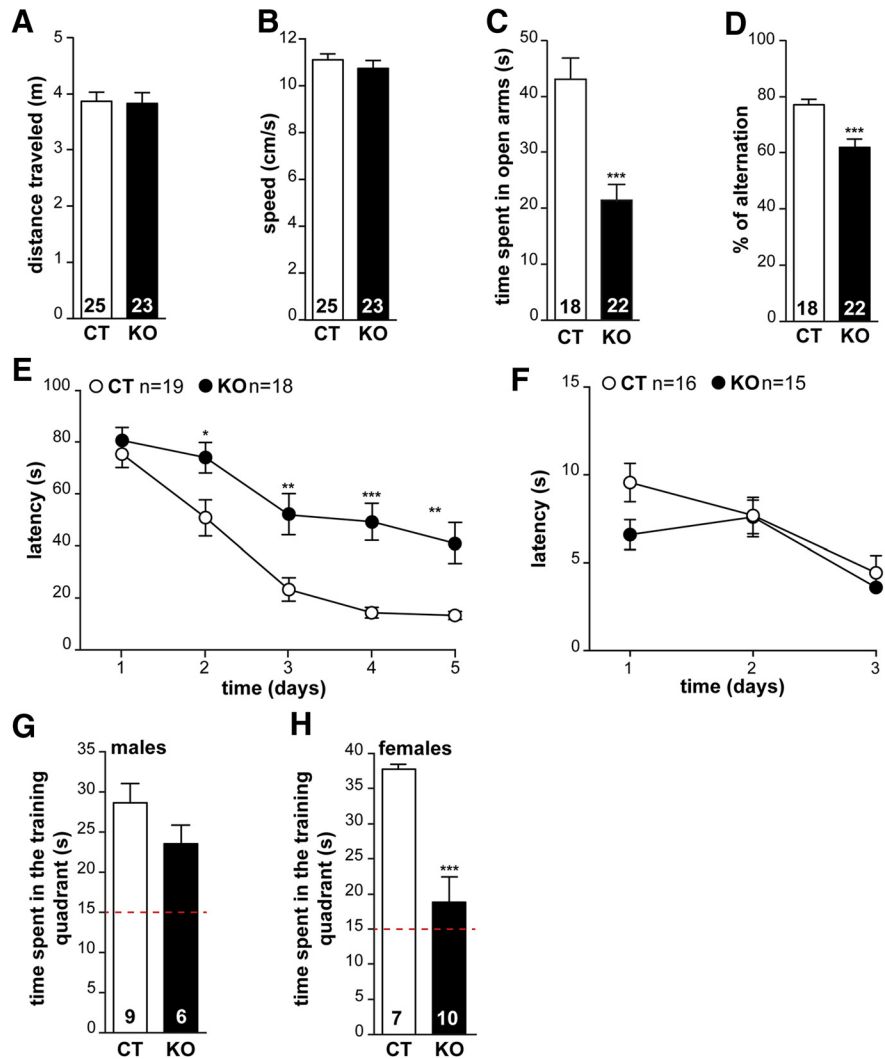 A
distance traveled (m)
5
4
3
2
1
0
25
23
CT
KO
B
speed (cm/s)
12
10
8
6
4
2
0
25
23
CT
KO
C
time spent in open arms (s)
50
40
30
20
10
0
***
18
22
CT
KO
D
% of alternation
100
80
60
40
20
0
***
18
22
CT
KO
E
CT n=19
KO n=18
latency (s)
100
80
60
40
20
0
*
**
***
**
1
2
3
4
5
time (days)
F
CT n=16
KO n=15
latency (s)
15
10
5
0
1
2
3
time (days)
G
males
time spent in the training
quadrant (s)
35
30
25
20
15
10
5
0
9
6
CT
KO
H
females
time spent in the training
quadrant (s)
40
35
30
25
20
15
10
5
0
***
7
10
CT
KO